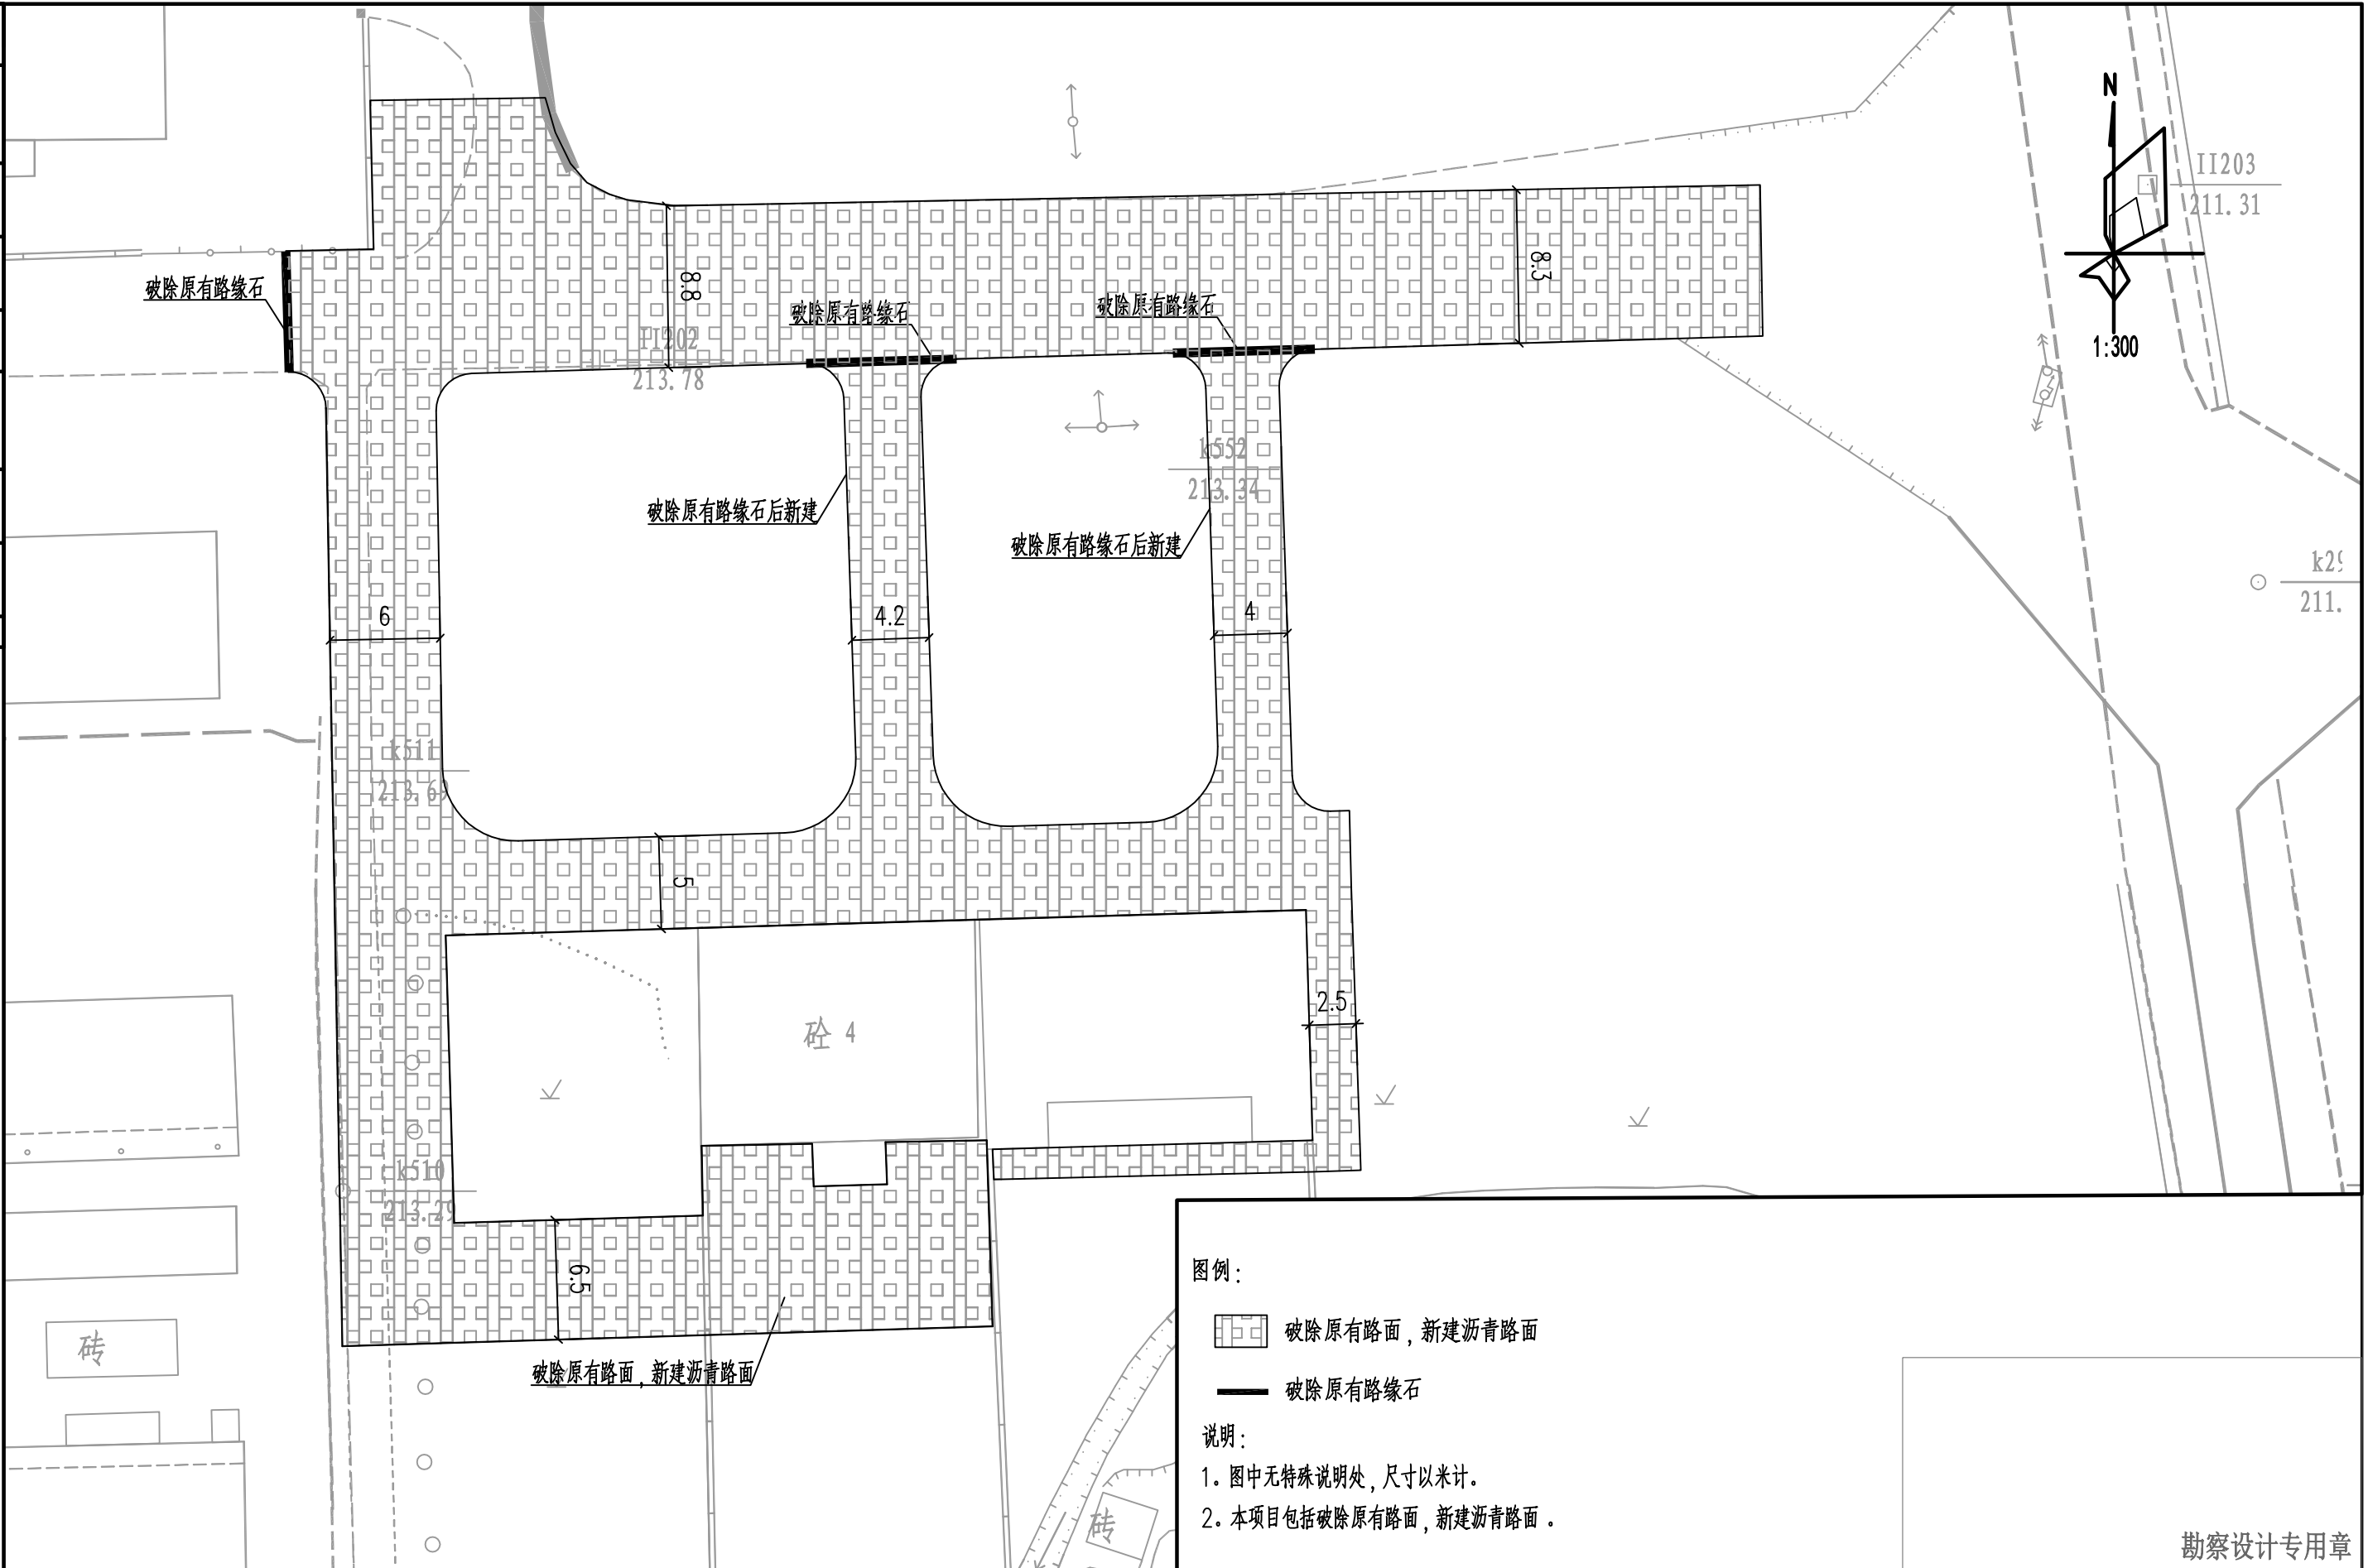 N
II203
211.31
1:300
破除原有路缘石
8.8
破除原有路缘石
破除原有路缘石
8.3
II202
213.78
k552
213.34
破除原有路缘石后新建
破除原有路缘石后新建
211.
6
4.2
4
k511
213.69
5
2.5
砼 4
k510
213.29
6.5
砖
破除原有路面，新建沥青路面
图例：
破除原有路面，新建沥青路面
破除原有路缘石
说明：
1。图中无特殊说明处，尺寸以米计。
2。本项目包括破除原有路面，新建沥青路面。
砖
勘察设计专用章